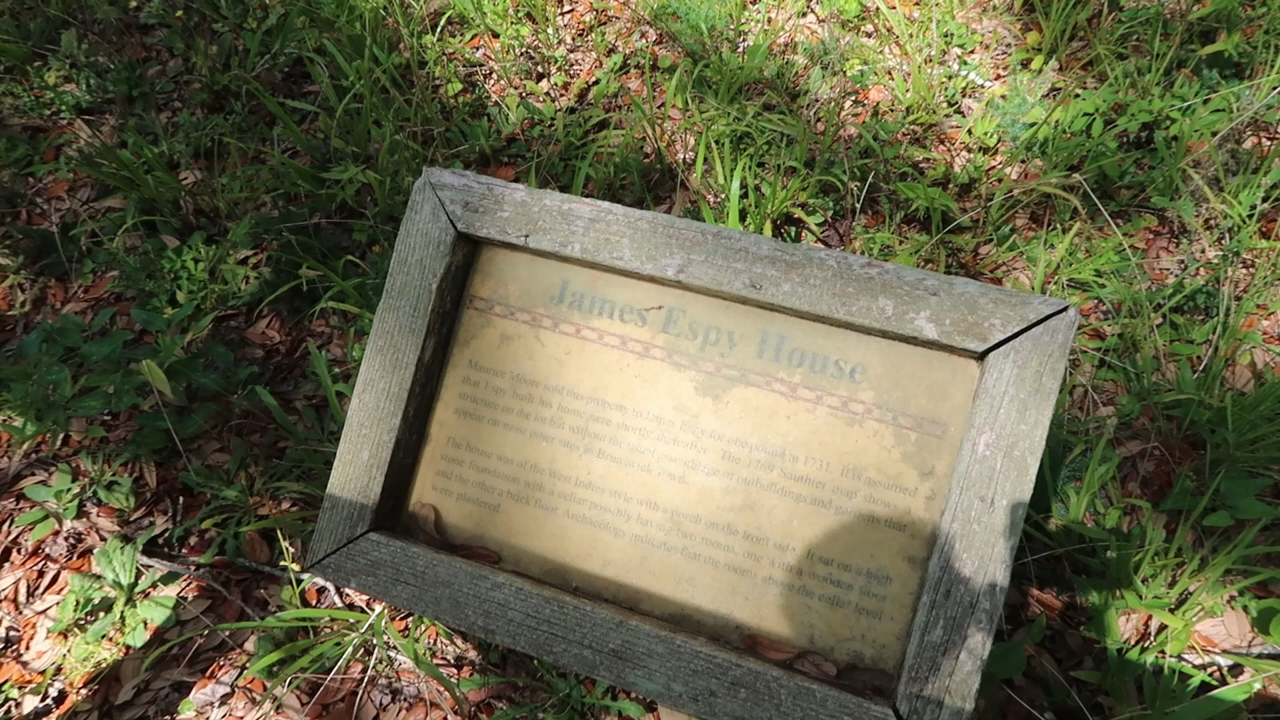 James Espy House
Maurice Moore sold this property to James Espy for one pound in 1731. It is assumed
that Espy built his home here shortly thereafter. The 1769 Sauthier map shows a
structure on the lot but without the usual assemblage of outbuildings and gardens that
appear on most other sites in Brunswick Town.
The house was of the West Indies style with a porch on the front side. It sat on a high
stone foundation with a cellar possibly having two rooms, one with a wooden floor
and the other a brick floor. Archaeology indicates that the rooms above the cellar level
were plastered.